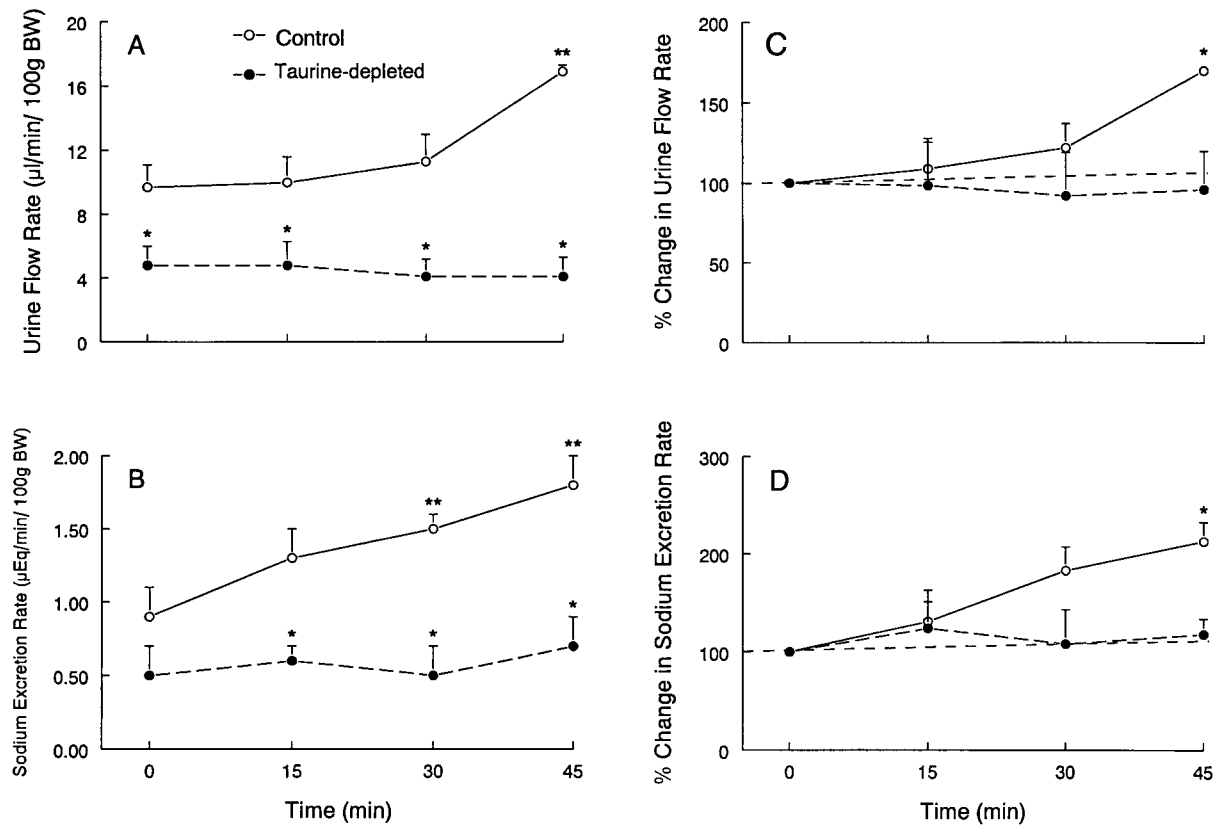 A
Control
Taurine-depleted
Urine Flow Rate (µl/min/ 100g BW)
20
16
12
8
4
0
**
*
*
*
*
C
% Change in Urine Flow Rate
200
150
100
50
0
*
B
Sodium Excretion Rate (µEq/min/ 100g BW)
2.00
1.50
1.00
0.50
0.00
**
**
*
*
*
0 15 30 45
Time (min)
D
% Change in Sodium Excretion Rate
300
200
100
0
*
0 15 30 45
Time (min)